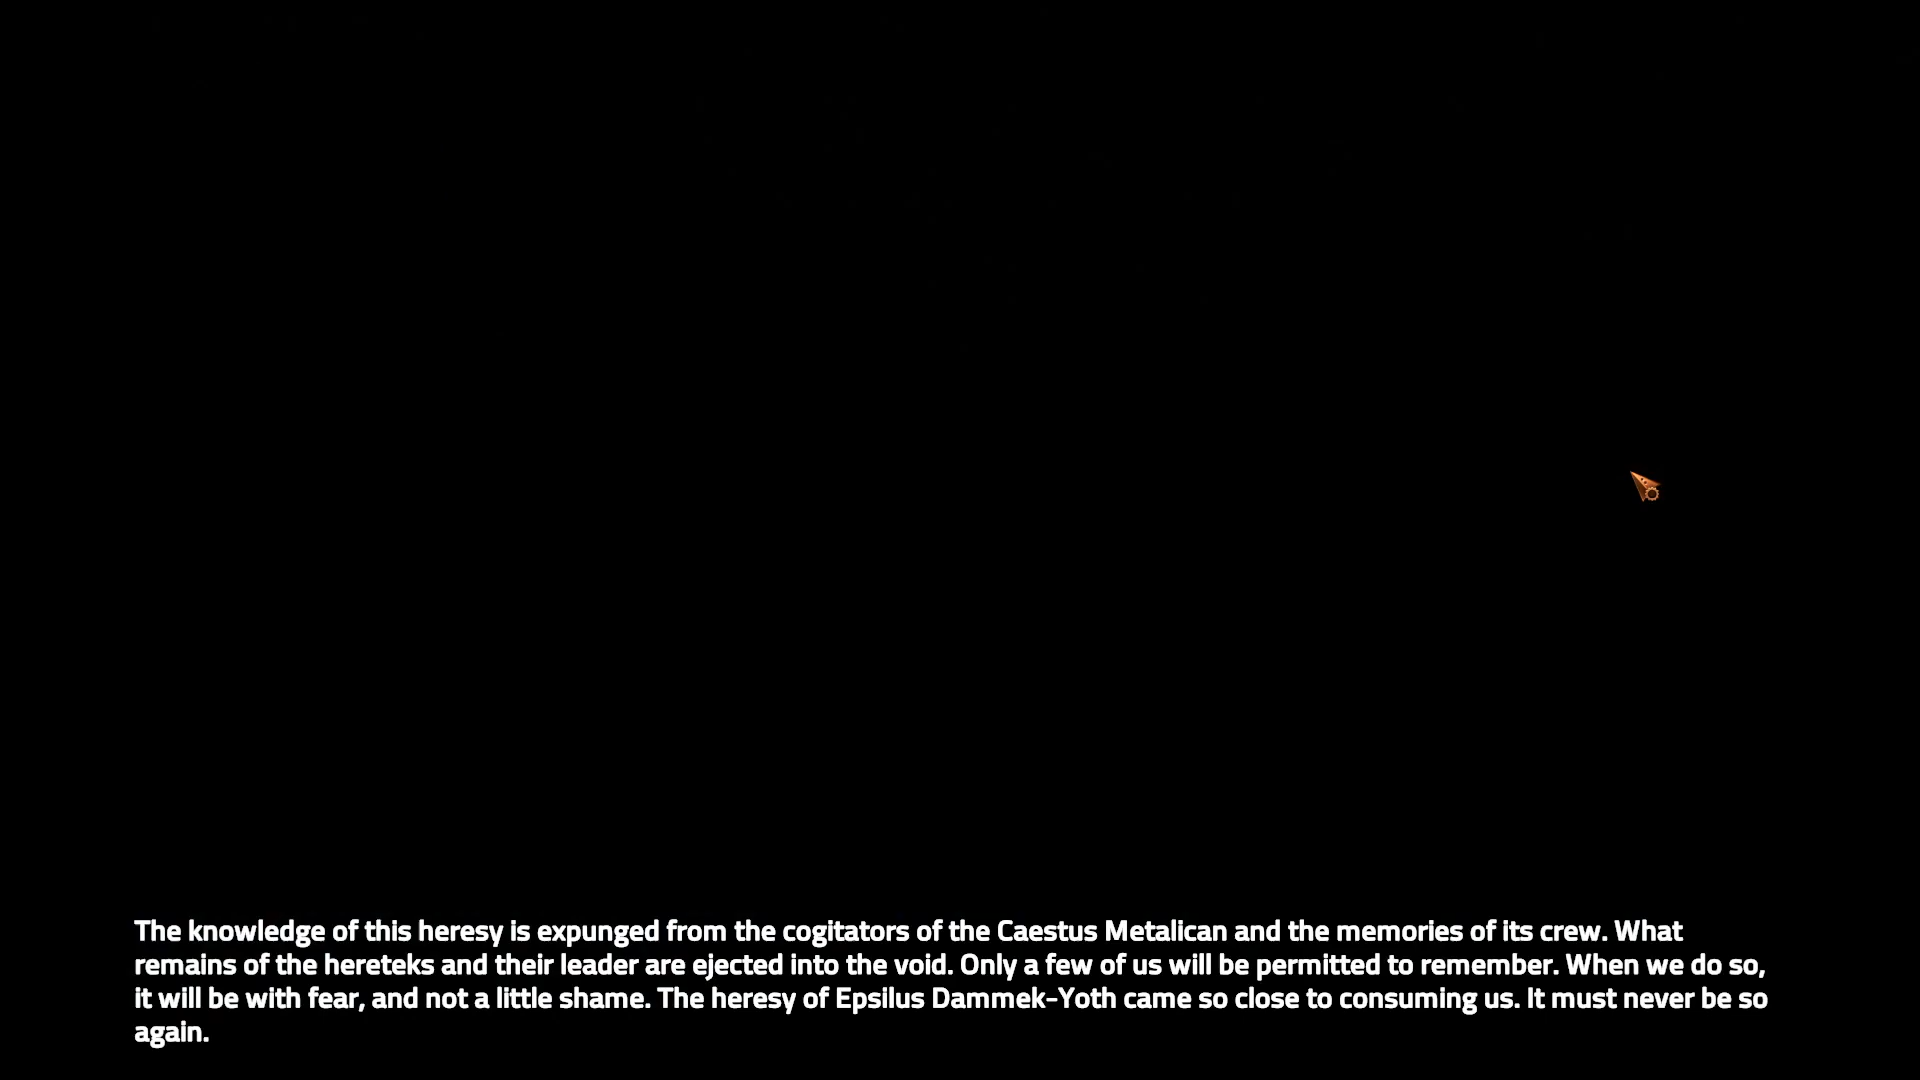 The knowledge of this heresy is expunged from the cogitators of the Caestus Metalican and the memories of its crew. What
remains of the hereteks and their leader are ejected into the void. Only a few of us will be permitted to remember. When we do so,
it will be with fear, and not a little shame. The heresy of Epsilus Dammek-Yoth came so close to consuming us. It must never be so
again.